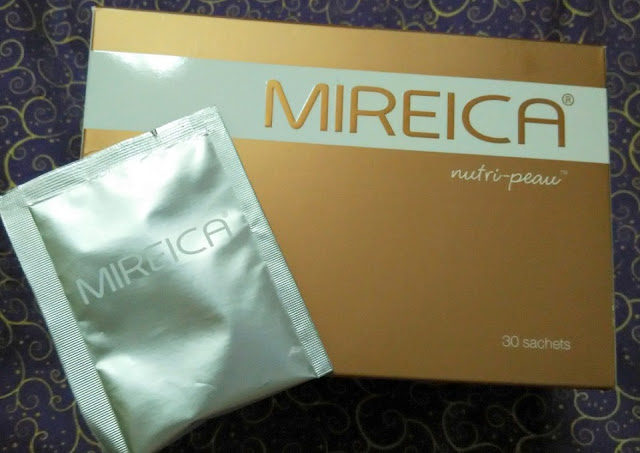 MIREICA®
nutri-peau™
30 sachets
MIREICA®